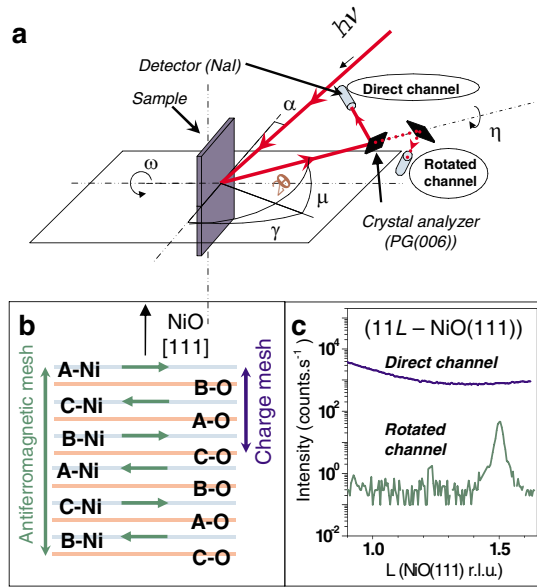 a
hν
Detector (NaI)
Direct channel
Sample
α
η
ω
2θ
Rotated
channel
μ
γ
Crystal analyzer
(PG(006))
b
NiO
[111]
A-Ni
B-O
C-Ni
A-O
B-Ni
C-O
A-Ni
B-O
C-Ni
A-O
B-Ni
C-O
Antiferromagnetic mesh
Charge mesh
c
(11L – NiO(111))
Direct channel
Rotated
channel
Intensity (counts.s⁻¹)
10⁴
10²
10⁰
10⁻²
1.0
1.5
L (NiO(111) r.l.u.)